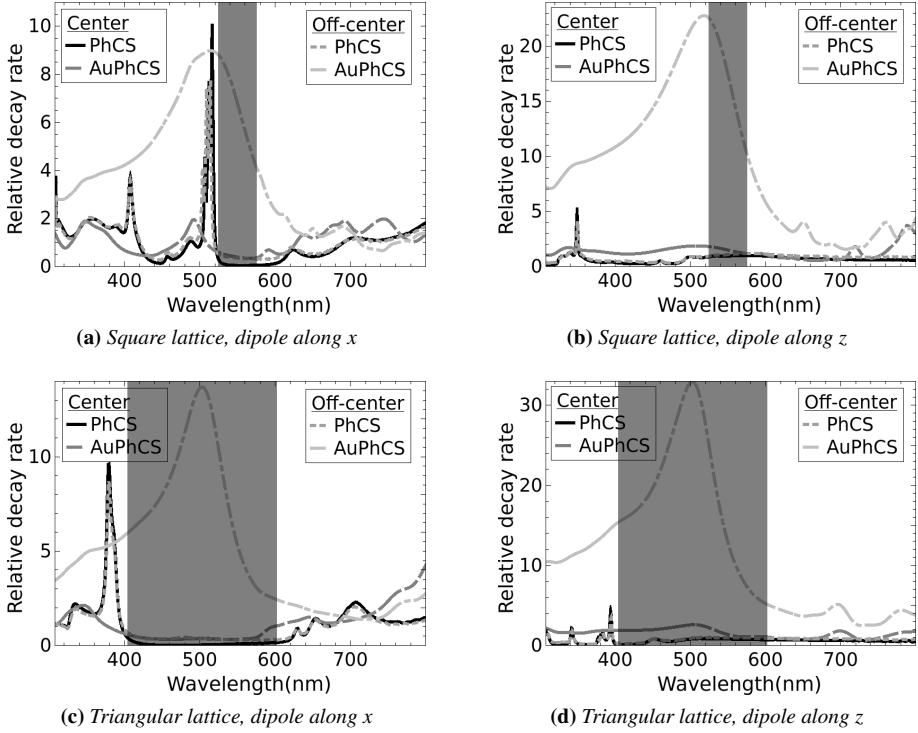 Relative decay rate
10
8
6
4
2
0
Center
PhCS
AuPhCS
Off-center
PhCS
AuPhCS
400 500 600 700
Wavelength(nm)
(a) Square lattice, dipole along x
Relative decay rate
20
15
10
5
0
Center
PhCS
AuPhCS
Off-center
PhCS
AuPhCS
400 500 600 700
Wavelength(nm)
(b) Square lattice, dipole along z
Relative decay rate
10
5
0
Center
PhCS
AuPhCS
Off-center
PhCS
AuPhCS
400 500 600 700
Wavelength(nm)
(c) Triangular lattice, dipole along x
Relative decay rate
30
20
10
0
Center
PhCS
AuPhCS
Off-center
PhCS
AuPhCS
400 500 600 700
Wavelength(nm)
(d) Triangular lattice, dipole along z